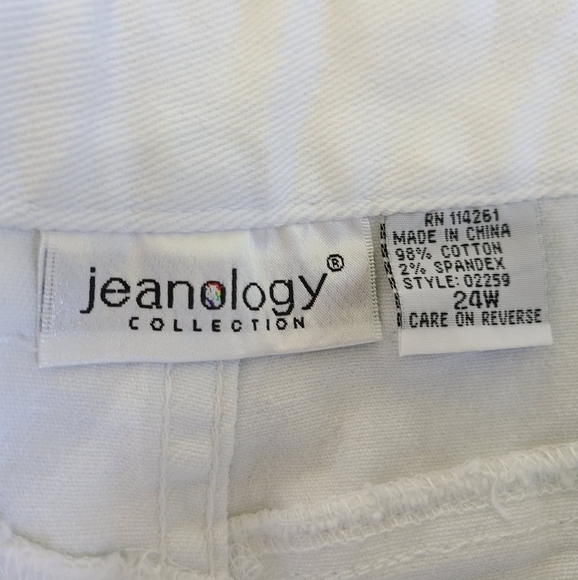 jeanology®
COLLECTION
RN 114261
MADE IN CHINA
98% COTTON
2% SPANDEX
STYLE: 02259
24W
CARE ON REVERSE